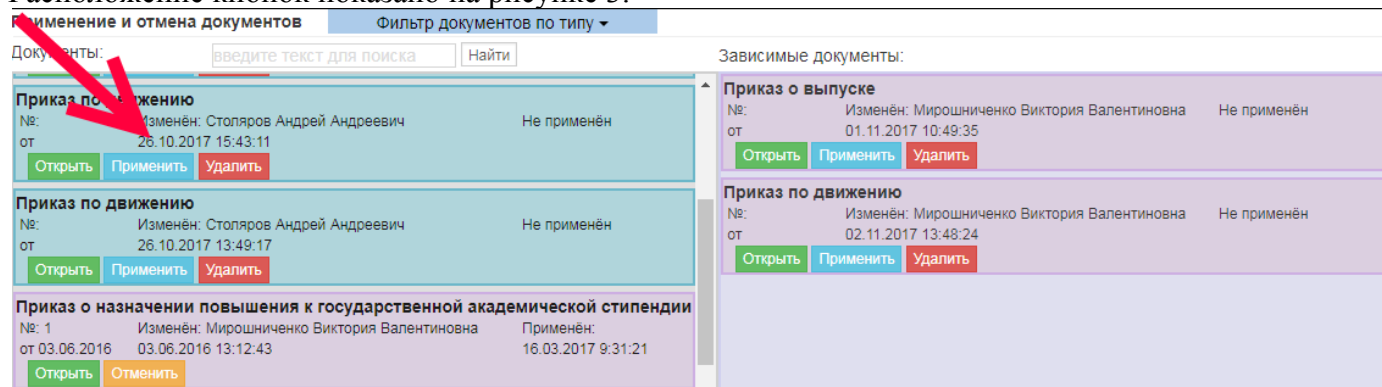 Расположение кнопок показано на рисунке 3.
Применение и отмена документов Фильтр документов по типу
Документы: введите текст для поиска Найти
Приказ по движению
№: Изменён: Столяров Андрей Андреевич Не применён
от 26.10.2017 15:43:11
Открыть Применить Удалить
Приказ по движению
№: Изменён: Столяров Андрей Андреевич Не применён
от 26.10.2017 13:49:17
Открыть Применить Удалить
Приказ о назначении повышения к государственной академической стипендии
№: 1 Изменён: Мирошниченко Виктория Валентиновна Применён:
от 03.06.2016 03.06.2016 13:12:43 16.03.2017 9:31:21
Открыть Отменить
Зависимые документы:
Приказ о выпуске
№: Изменён: Мирошниченко Виктория Валентиновна Не применён
от 01.11.2017 10:49:35
Открыть Применить Удалить
Приказ по движению
№: Изменён: Мирошниченко Виктория Валентиновна Не применён
от 02.11.2017 13:48:24
Открыть Применить Удалить